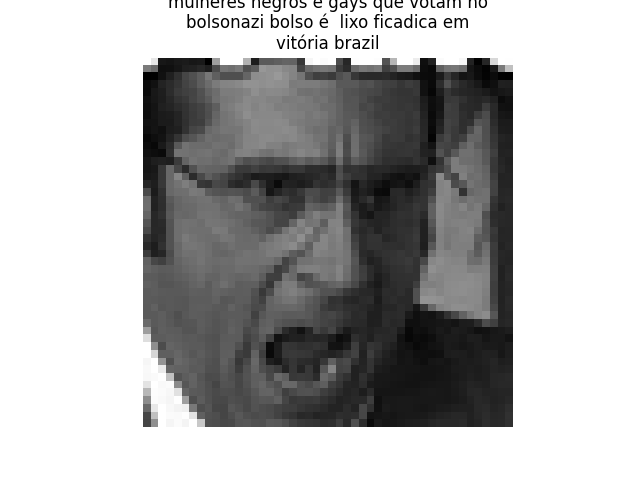 mulheres negros e gays que votam no
bolsonazi bolso é  lixo ficadica em
vitória brazil